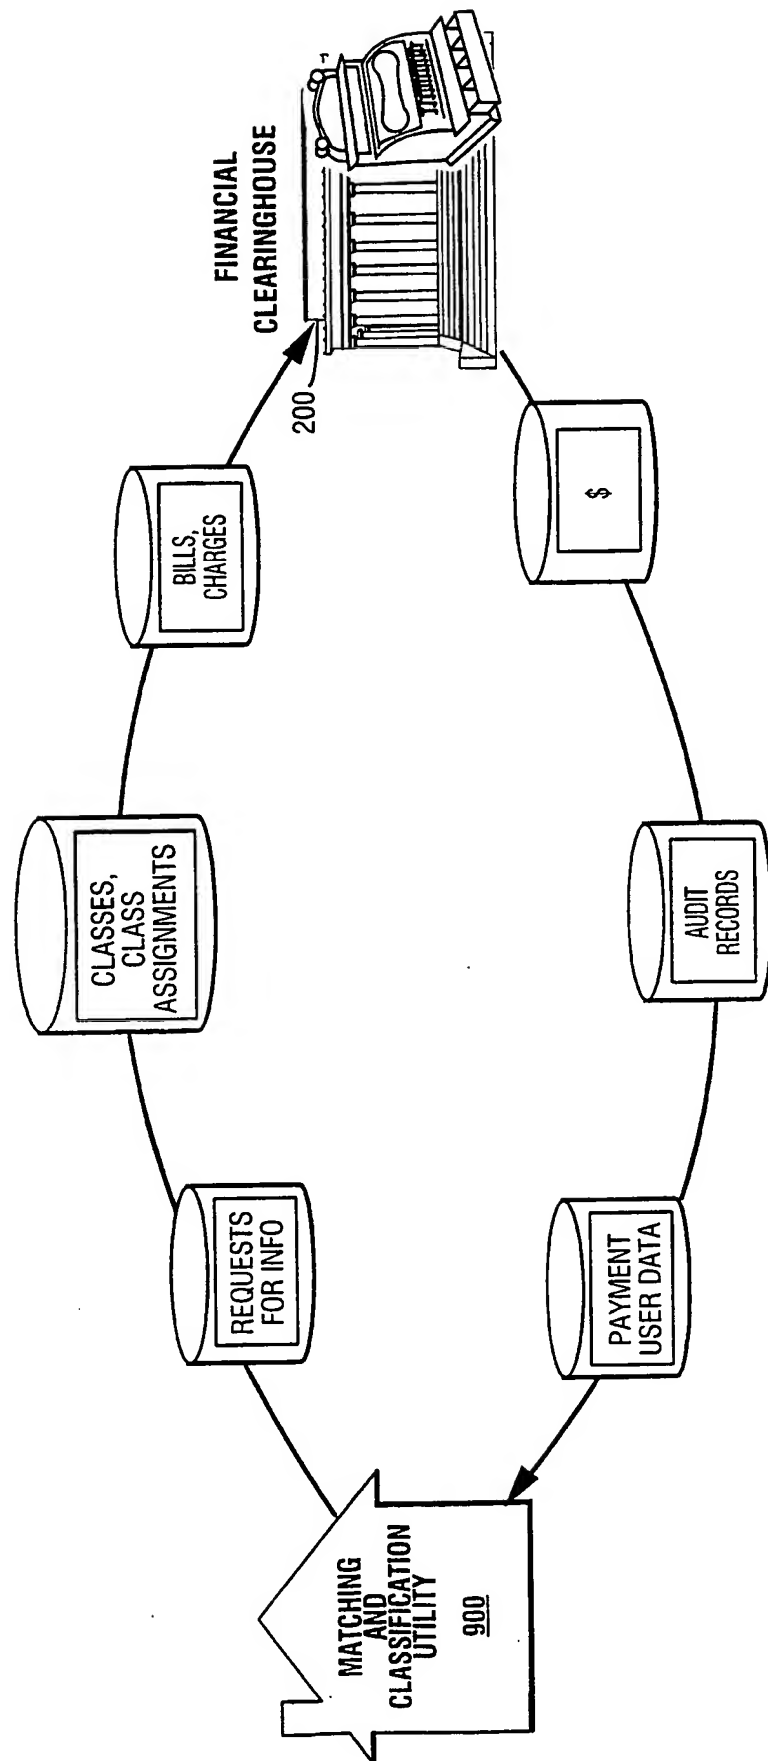 FINANCIAL
CLEARINGHOUSE
200
BILLS,
CHARGES
CLASSES,
CLASS
ASSIGNMENTS
REQUESTS
FOR INFO
MATCHING
AND
CLASSIFICATION
UTILITY
900
PAYMENT
USER DATA
AUDIT
RECORDS
$